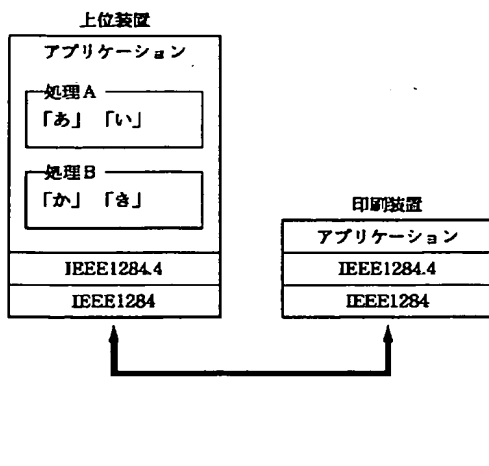 上位装置
アプリケーション
処理A
「あ」 「い」
処理B
「か」 「き」
IEEE1284.4
IEEE1284
印刷装置
アプリケーション
IEEE1284.4
IEEE1284